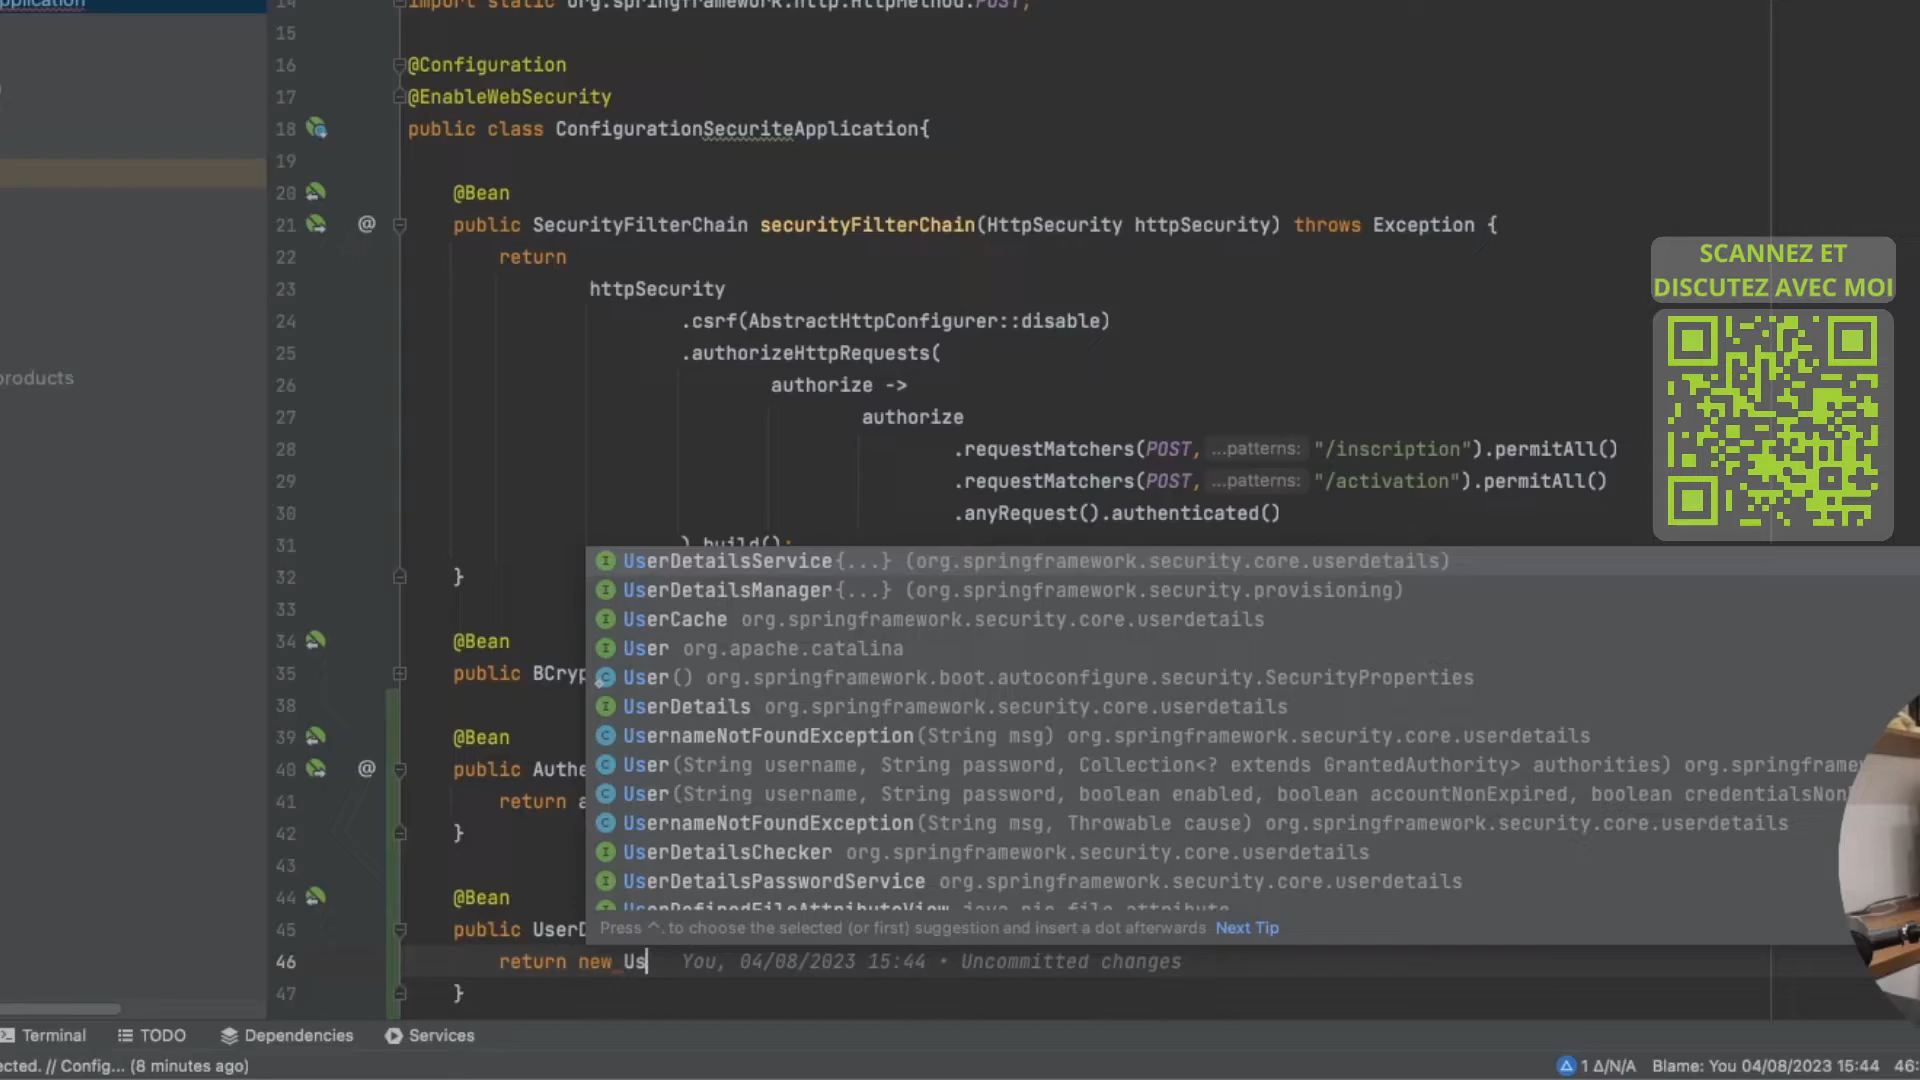 pplication
14 import static org.springframework.http.HttpMethod.POST;
15
16 @Configuration
17 @EnableWebSecurity
18 public class ConfigurationSecuriteApplication{
19
20 @Bean
21 @ public SecurityFilterChain securityFilterChain(HttpSecurity httpSecurity) throws Exception {
22 return
23 httpSecurity
24 .csrf(AbstractHttpConfigurer::disable)
25 .authorizeHttpRequests(
26 authorize ->
27 authorize
28 .requestMatchers(POST, ...patterns: "/inscription").permitAll()
29 .requestMatchers(POST, ...patterns: "/activation").permitAll()
30 .anyRequest().authenticated()
31 ).build();
32 }
33
34 @Bean
35 public BCryp
38
39 @Bean
40 @ public Authe
41 return a
42 }
43
44 @Bean
45 public UserD
46 return new Us You, 04/08/2023 15:44 • Uncommitted changes
47 }
products
SCANNEZ ET
DISCUTEZ AVEC MOI
UserDetailsService{...} (org.springframework.security.core.userdetails)
UserDetailsManager{...} (org.springframework.security.provisioning)
UserCache org.springframework.security.core.userdetails
User org.apache.catalina
User() org.springframework.boot.autoconfigure.security.SecurityProperties
UserDetails org.springframework.security.core.userdetails
UsernameNotFoundException(String msg) org.springframework.security.core.userdetails
User(String username, String password, Collection<? extends GrantedAuthority> authorities) org.springframew
User(String username, String password, boolean enabled, boolean accountNonExpired, boolean credentialsNon
UsernameNotFoundException(String msg, Throwable cause) org.springframework.security.core.userdetails
UserDetailsChecker org.springframework.security.core.userdetails
UserDetailsPasswordService org.springframework.security.core.userdetails
UserDefinedFileAttributeView java.nio.file.attribute
Press ^. to choose the selected (or first) suggestion and insert a dot afterwards Next Tip
Terminal TODO Dependencies Services
ected. // Config... (8 minutes ago) 1 Δ/N/A Blame: You 04/08/2023 15:44 46: